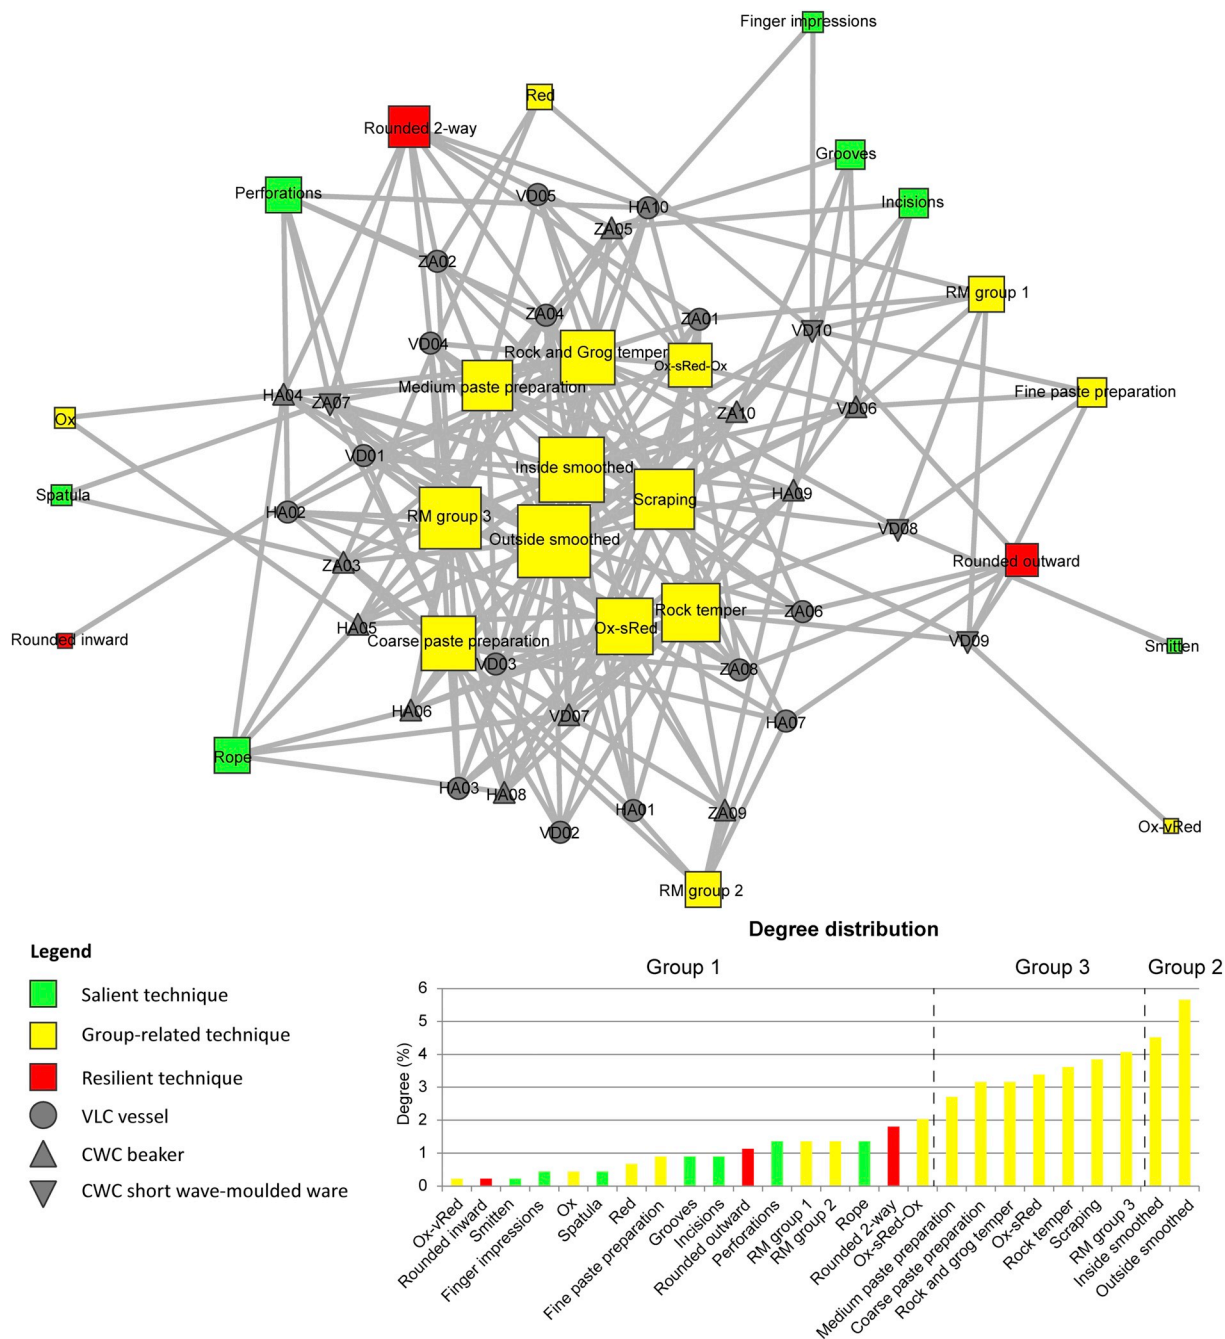 Finger impressions
Red
Rounded 2-way
Grooves
Perforations
VD05
HA10
Incisions
ZA05
ZA02
RM group 1
ZA04
ZA01
VD10
VD04
Rock and Grog temper
Ox-sRed-Ox
Medium paste preparation
Fine paste preparation
HA04
ZA07
ZA10
VD06
Ox
VD01
Inside smoothed
Spatula
HA09
Scraping
HA02
RM group 3
VD08
Outside smoothed
ZA03
Rounded outward
Rock temper
ZA06
HA05
Ox-sRed
Rounded inward
Coarse paste preparation
VD09
Smitten
VD03
ZA08
HA06
VD07
HA07
Rope
HA03
HA08
HA01
ZA09
VD02
Ox-vRed
RM group 2
Degree distribution
Legend
Salient technique
Group-related technique
Resilient technique
VLC vessel
CWC beaker
CWC short wave-moulded ware
Group 1
Group 3
Group 2
Degree (%)
6
5
4
3
2
1
0
Ox-vRed
Rounded inward
Smitten
Finger impressions
Ox
Spatula
Red
Fine paste preparation
Grooves
Incisions
Rounded outward
Perforations
RM group 1
RM group 2
Rope
Rounded 2-way
Ox-sRed-Ox
Medium paste preparation
Coarse paste preparation
Rock and grog temper
Ox-sRed
Rock temper
Scraping
RM group 3
Inside smoothed
Outside smoothed